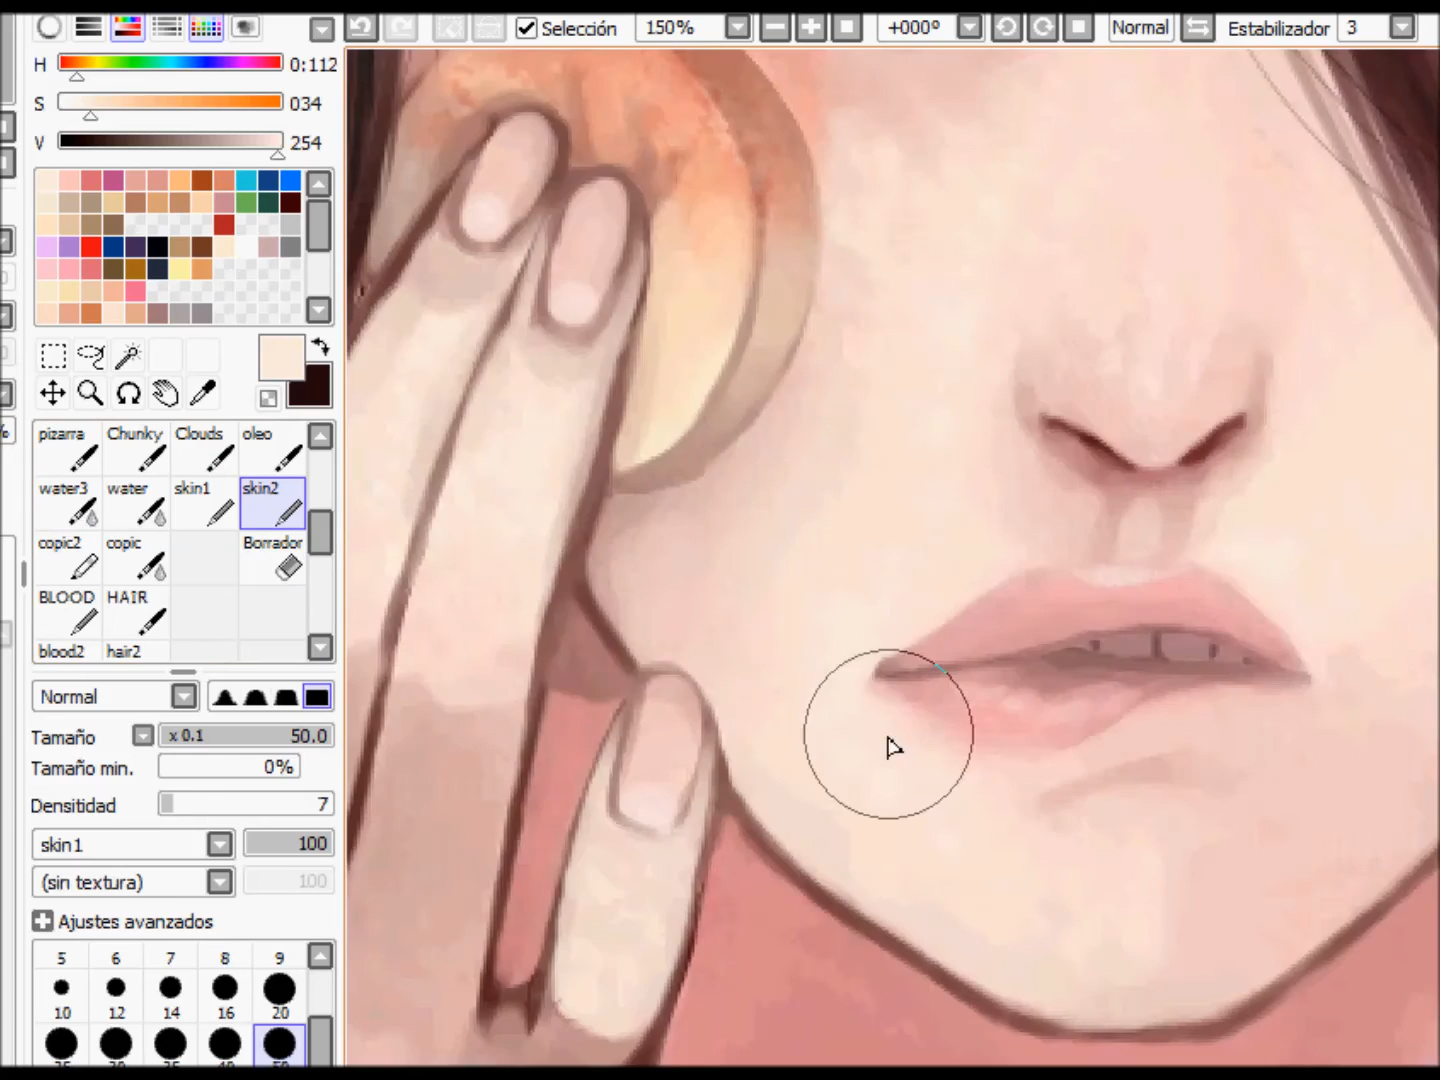 Selección
150%
+000º
Normal
Estabilizador
3
H
0:112
S
034
V
254
pizarra
Chunky
Clouds
oleo
water3
water
skin1
skin2
copic2
copic
Borrador
BLOOD
HAIR
blood2
hair2
Normal
Tamaño
x 0.1
50.0
Tamaño min.
0%
Densitidad
7
skin1
100
(sin textura)
100
Ajustes avanzados
5 6 7 8 9
10 12 14 16 20